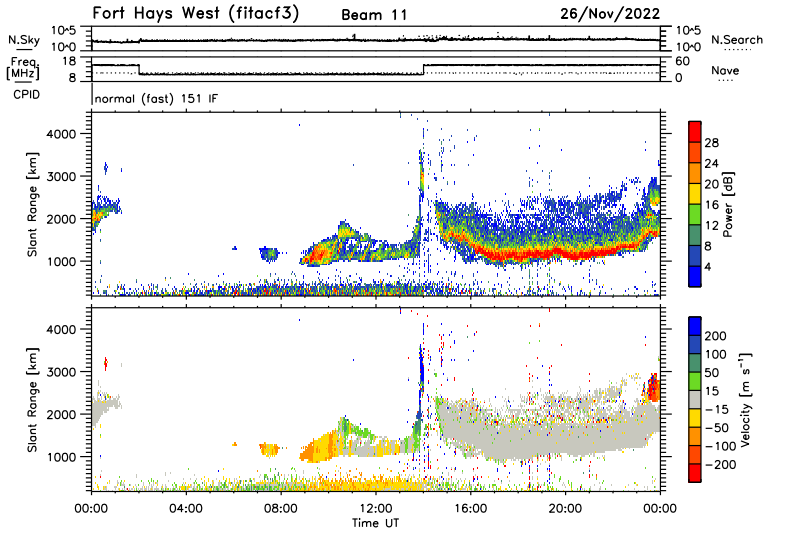 Fort Hays West (fitacf3)
Beam 11
26/Nov/2022
N.Sky
10^5
10^0
10^5
10^0
N.Search
Freq.
[MHz]
18
8
60
0
Nave
CPID
normal (fast) 151 IF
Slant Range [km]
4000
3000
2000
1000
28
24
20
16
12
8
4
Power [dB]
Slant Range [km]
4000
3000
2000
1000
200
100
50
15
-15
-50
-100
-200
Velocity [m s⁻¹]
00:00
04:00
08:00
12:00
16:00
20:00
00:00
Time UT